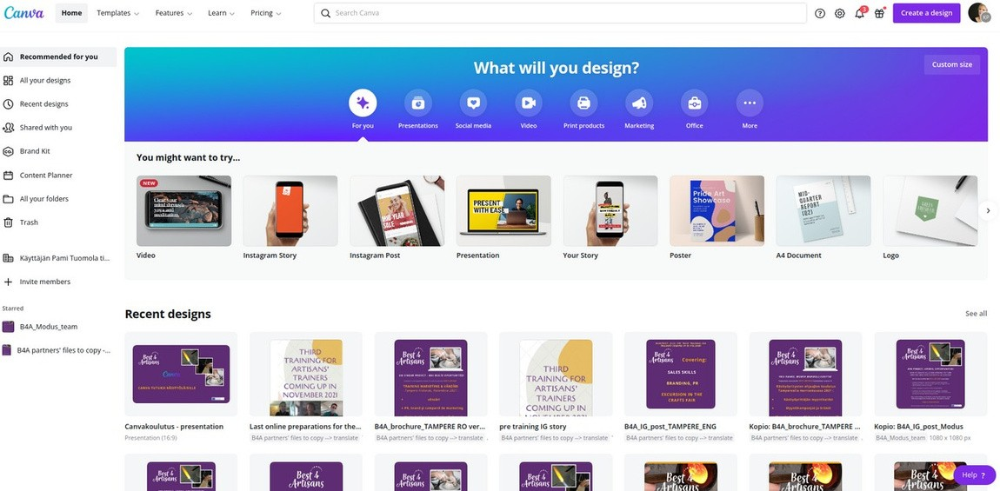 Canva
Home
Templates
Features
Learn
Pricing
Search Canva
3
Create a design
Recommended for you
All your designs
Recent designs
Shared with you
Brand Kit
Content Planner
All your folders
Trash
Käyttäjän Pami Tuomola ti...
Invite members
Starred
B4A_Modus_team
B4A partners' files to copy -...
What will you design?
Custom size
For you
Presentations
Social media
Video
Print products
Marketing
Office
More
You might want to try...
NEW
PRESENT
WITH EASE
Pride Art
Showcase
MID-
QUARTER
REPORT
(Q2)
Video
Instagram Story
Instagram Post
Presentation
Your Story
Poster
A4 Document
Logo
Recent designs
See all
Best 4
Artisans
Canva
CANVA TUTUKSI KÄYTTÖJÄLJELLE
THIRD
TRAINING FOR
ARTISANS'
TRAINERS
COMING UP IN
NOVEMBER 2021
Best 4
Artisans
THIRD
TRAINING FOR
ARTISANS'
TRAINERS
COMING UP IN
NOVEMBER 2021
Best 4
Artisans
Covering:
SALES SKILLS
BRANDING, PR
EXCURSION IN THE
CRAFTS FAIR
Best 4
Artisans
Best 4
Artisans
Canvakoulutus - presentation
Presentation (16:9)
Last online preparations for the...
B4A partners' files to copy --> translate
B4A_brochure_TAMPERE RO ver...
B4A partners' files to copy --> translate
pre training IG story
B4A partners' files to copy --> translate
B4A_IG_post_TAMPERE_ENG
B4A partners' files to copy --> translate
Kopio: B4A_brochure_TAMPERE ...
B4A partners' files to copy --> translate
Kopio: B4A_IG_post_Modus
B4A_Modus_team 1080 x 1080 px
Best 4
Artisans
Best 4
Artisans
Best 4
Artisans
Best 4
Artisans
Best 4
Artisans
Best 4
Artisans
Best 4
Artisans
Help ?